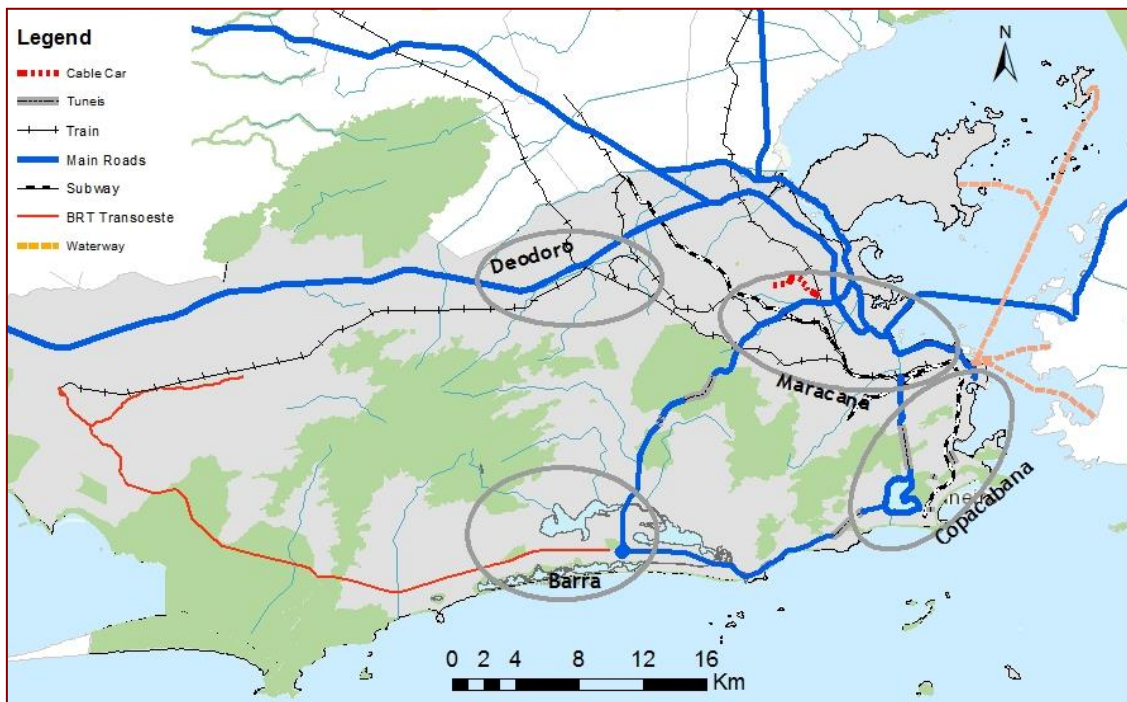 Legend
Cable Car
Tuneis
Train
Main Roads
Subway
BRT Transoeste
Waterway
N
Deodoro
Maracana
Copacabana
Barra
0 2 4 8 12 16
Km